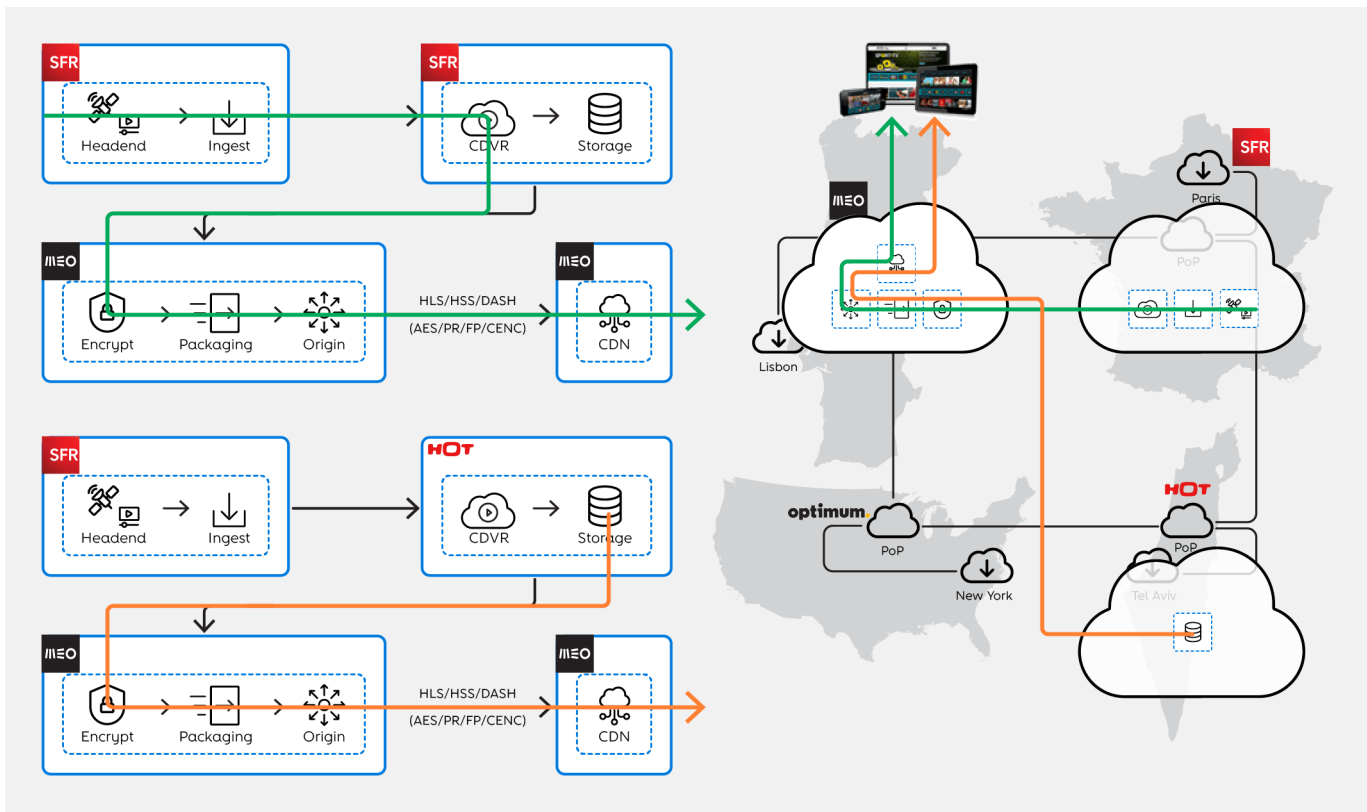 SFR
Headend
Ingest
SFR
CDVR
Storage
MEO
Encrypt
Packaging
Origin
HLS/HSS/DASH
(AES/PR/FP/CENC)
MEO
CDN
SFR
Headend
Ingest
HOT
CDVR
Storage
MEO
Encrypt
Packaging
Origin
HLS/HSS/DASH
(AES/PR/FP/CENC)
MEO
CDN
SPORT TV
SFR
Paris
MEO
PoP
Lisbon
optimum.
PoP
New York
HOT
PoP
Tel Aviv